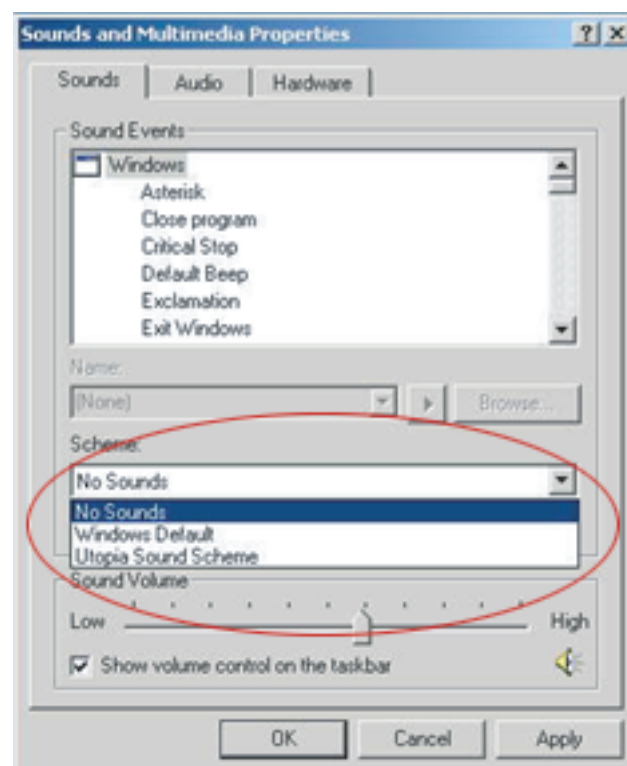 Sounds and Multimedia Properties
Sounds
Audio
Hardware
Sound Events
Windows
Asterisk
Close program
Critical Stop
Default Beep
Exclamation
Exit Windows
Name:
(None)
Browse...
Scheme:
No Sounds
No Sounds
Windows Default
Utopia Sound Scheme
Sound Volume
Low
High
Show volume control on the taskbar
OK
Cancel
Apply